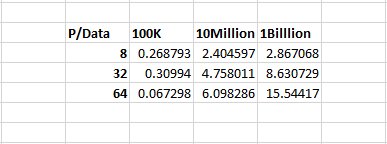 P/Data 100K 10Million 1Billlion
8 0.268793 2.404597 2.867068
32 0.30994 4.758011 8.630729
64 0.067298 6.098286 15.54417